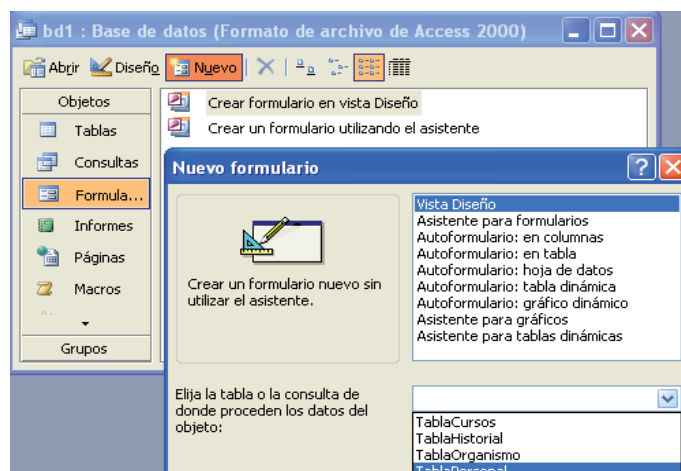 bd1 : Base de datos (Formato de archivo de Access 2000)
Abrir Diseño Nuevo
Objetos
Tablas
Consultas
Formula...
Informes
Páginas
Macros
Grupos
Crear formulario en vista Diseño
Crear un formulario utilizando el asistente
Nuevo formulario
Crear un formulario nuevo sin
utilizar el asistente.
Vista Diseño
Asistente para formularios
Autoformulario: en columnas
Autoformulario: en tabla
Autoformulario: hoja de datos
Autoformulario: tabla dinámica
Autoformulario: gráfico dinámico
Asistente para gráficos
Asistente para tablas dinámicas
Elija la tabla o la consulta de
donde proceden los datos del
objeto:
TablaCursos
TablaHistorial
TablaOrganismo
TablaPersonal